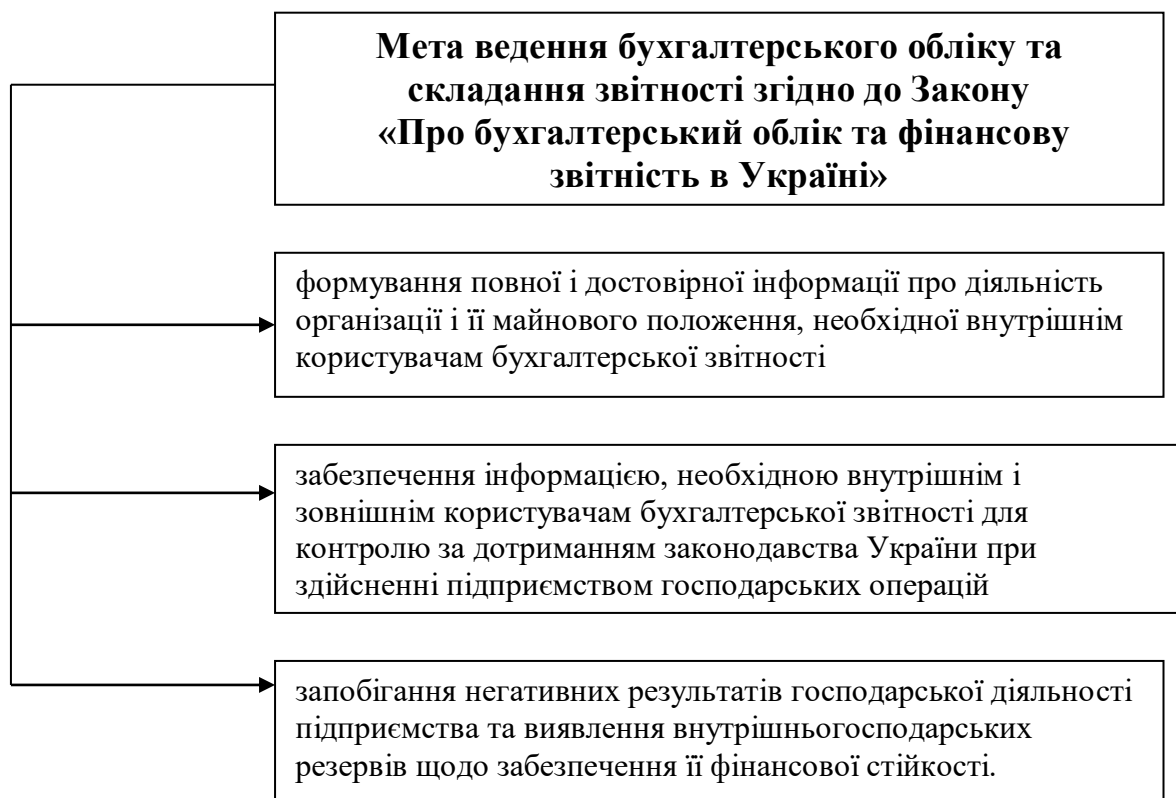 Мета ведення бухгалтерського обліку та
складання звітності згідно до Закону
«Про бухгалтерський облік та фінансову
звітність в Україні»
формування повної і достовірної інформації про діяльність
організації і її майнового положення, необхідної внутрішнім
користувачам бухгалтерської звітності
забезпечення інформацією, необхідною внутрішнім і
зовнішнім користувачам бухгалтерської звітності для
контролю за дотриманням законодавства України при
здійсненні підприємством господарських операцій
запобігання негативних результатів господарської діяльності
підприємства та виявлення внутрішньогосподарських
резервів щодо забезпечення її фінансової стійкості.